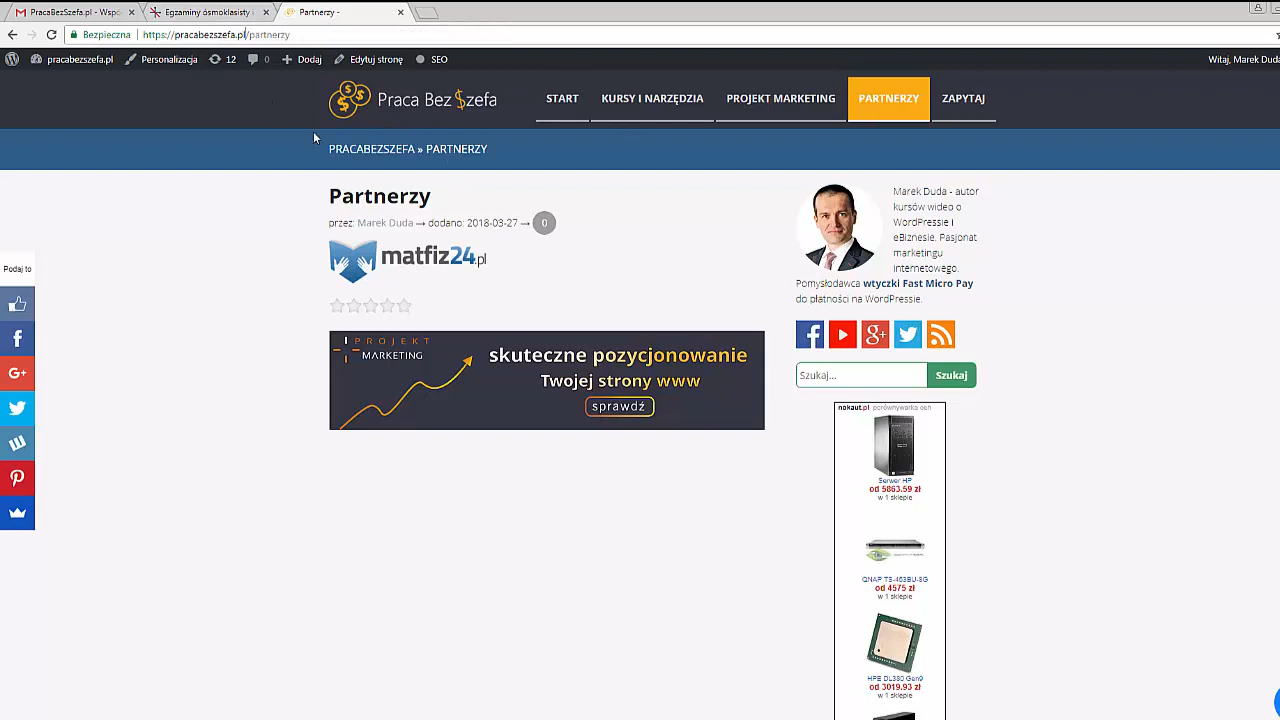 PracaBezSzefa.pl - Wspó
Egzaminy ósmoklasisty i
Partnerzy -
Bezpieczna
https://pracabezszefa.pl/partnerzy
pracabezszefa.pl
Personalizacja
12
0
Dodaj
Edytuj stronę
SEO
Witaj, Marek Duda
Praca Bez $zefa
START
KURSY I NARZĘDZIA
PROJEKT MARKETING
PARTNERZY
ZAPYTAJ
PRACABEZSZEFA » PARTNERZY
Partnerzy
przez: Marek Duda → dodano: 2018-03-27 → 0
matfiz24.pl
Podaj to
PROJEKT
MARKETING
skuteczne pozycjonowanie
Twojej strony www
sprawdź
Marek Duda - autor
kursów wideo o
WordPressie i
eBiznesie. Pasjonat
marketingu
internetowego.
Pomysłodawca wtyczki Fast Micro Pay
do płatności na WordPressie.
Szukaj...
Szukaj
nokaut.pl porównywarka cen
Serwer HP
od 5863.59 zł
w 1 sklepie
QNAP TS-463BU-8G
od 4575 zł
w 1 sklepie
HPE DL380 Gen9
od 3019.93 zł
w 1 sklepie